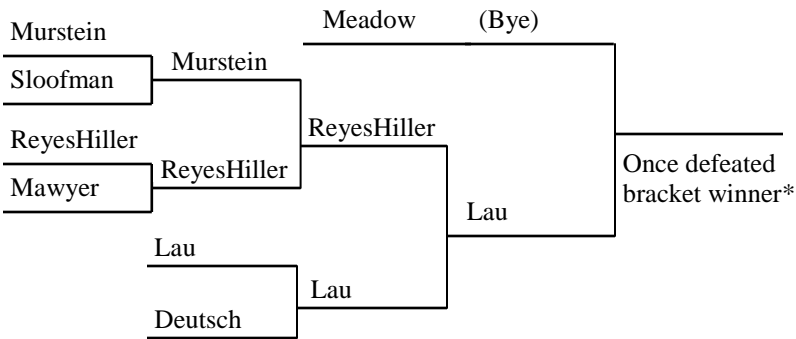 Meadow (Bye)
Murstein
Murstein
Sloofman
ReyesHiller
ReyesHiller
Mawyer
ReyesHiller
Once defeated
bracket winner*
Lau
Lau
Lau
Deutsch